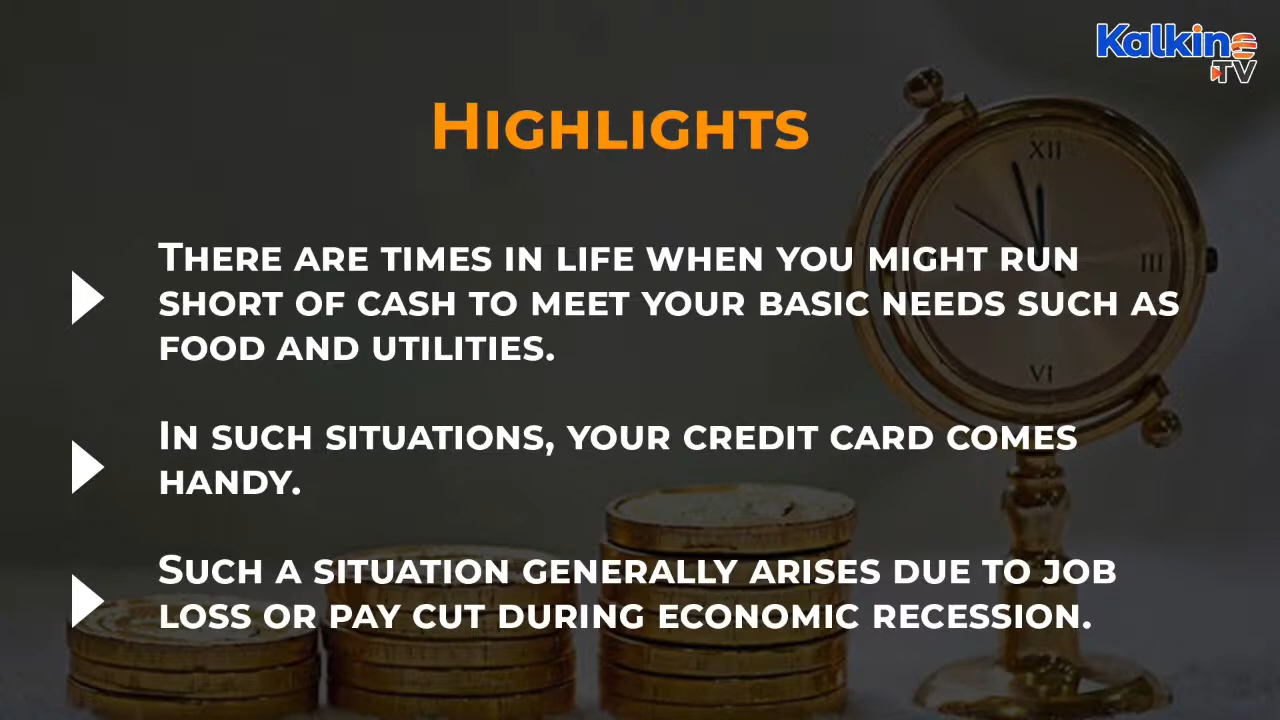 Kalkine
TV
HIGHLIGHTS
XII
THERE ARE TIMES IN LIFE WHEN YOU MIGHT RUN
III
SHORT OF CASH TO MEET YOUR BASIC NEEDS SUCH AS
FOOD AND UTILITIES.
VI
IN SUCH SITUATIONS, YOUR CREDIT CARD COMES
HANDY.
SUCH A SITUATION GENERALLY ARISES DUE TO JOB
LOSS OR PAY CUT DURING ECONOMIC RECESSION.